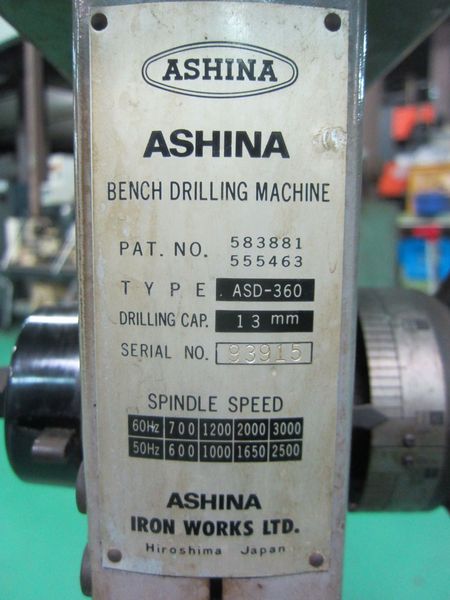 ASHINA
ASHINA
BENCH DRILLING MACHINE
PAT. NO. 583881
555463
TYPE ASD-360
DRILLING CAP. 13 mm
SERIAL NO. 93915
SPINDLE SPEED
60Hz 700 1200 2000 3000
50Hz 600 1000 1650 2500
ASHINA
IRON WORKS LTD.
Hiroshima Japan